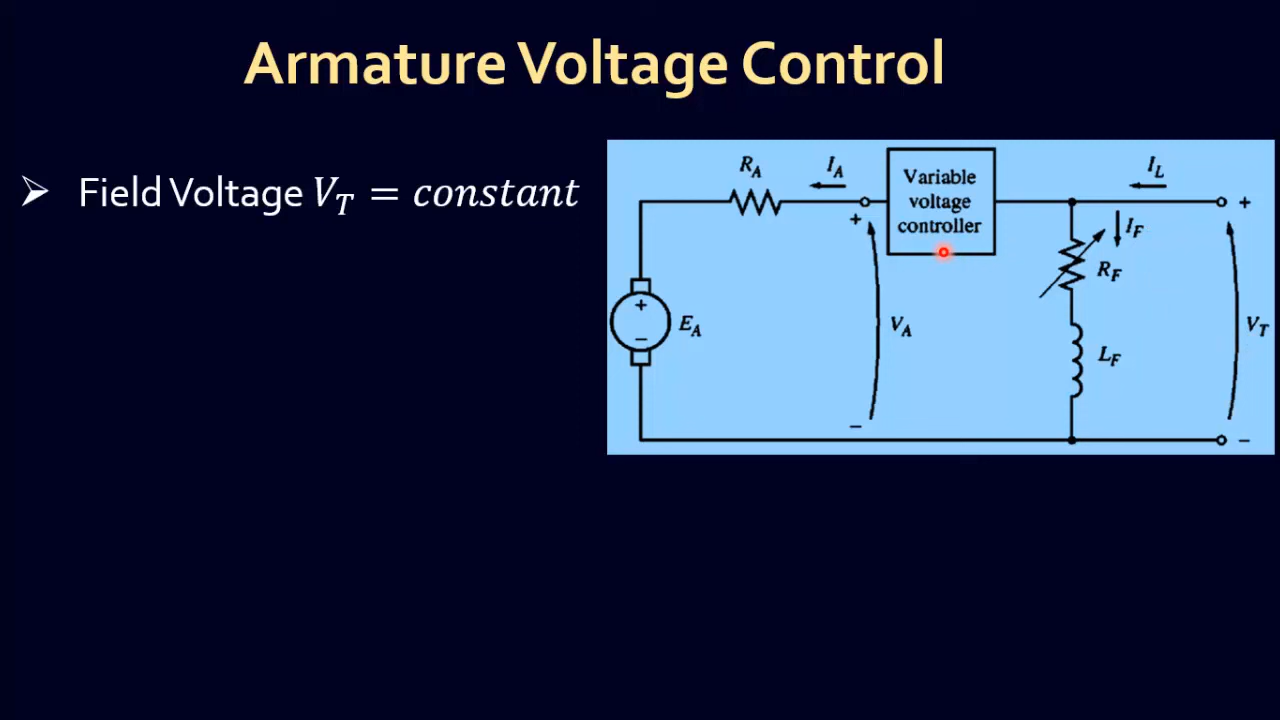 Armature Voltage Control
➢ Field Voltage V_T = constant
R_A
I_A
Variable
voltage
controller
I_L
+
+
I_F
R_F
+
E_A
V_A
V_T
−
L_F
−
−